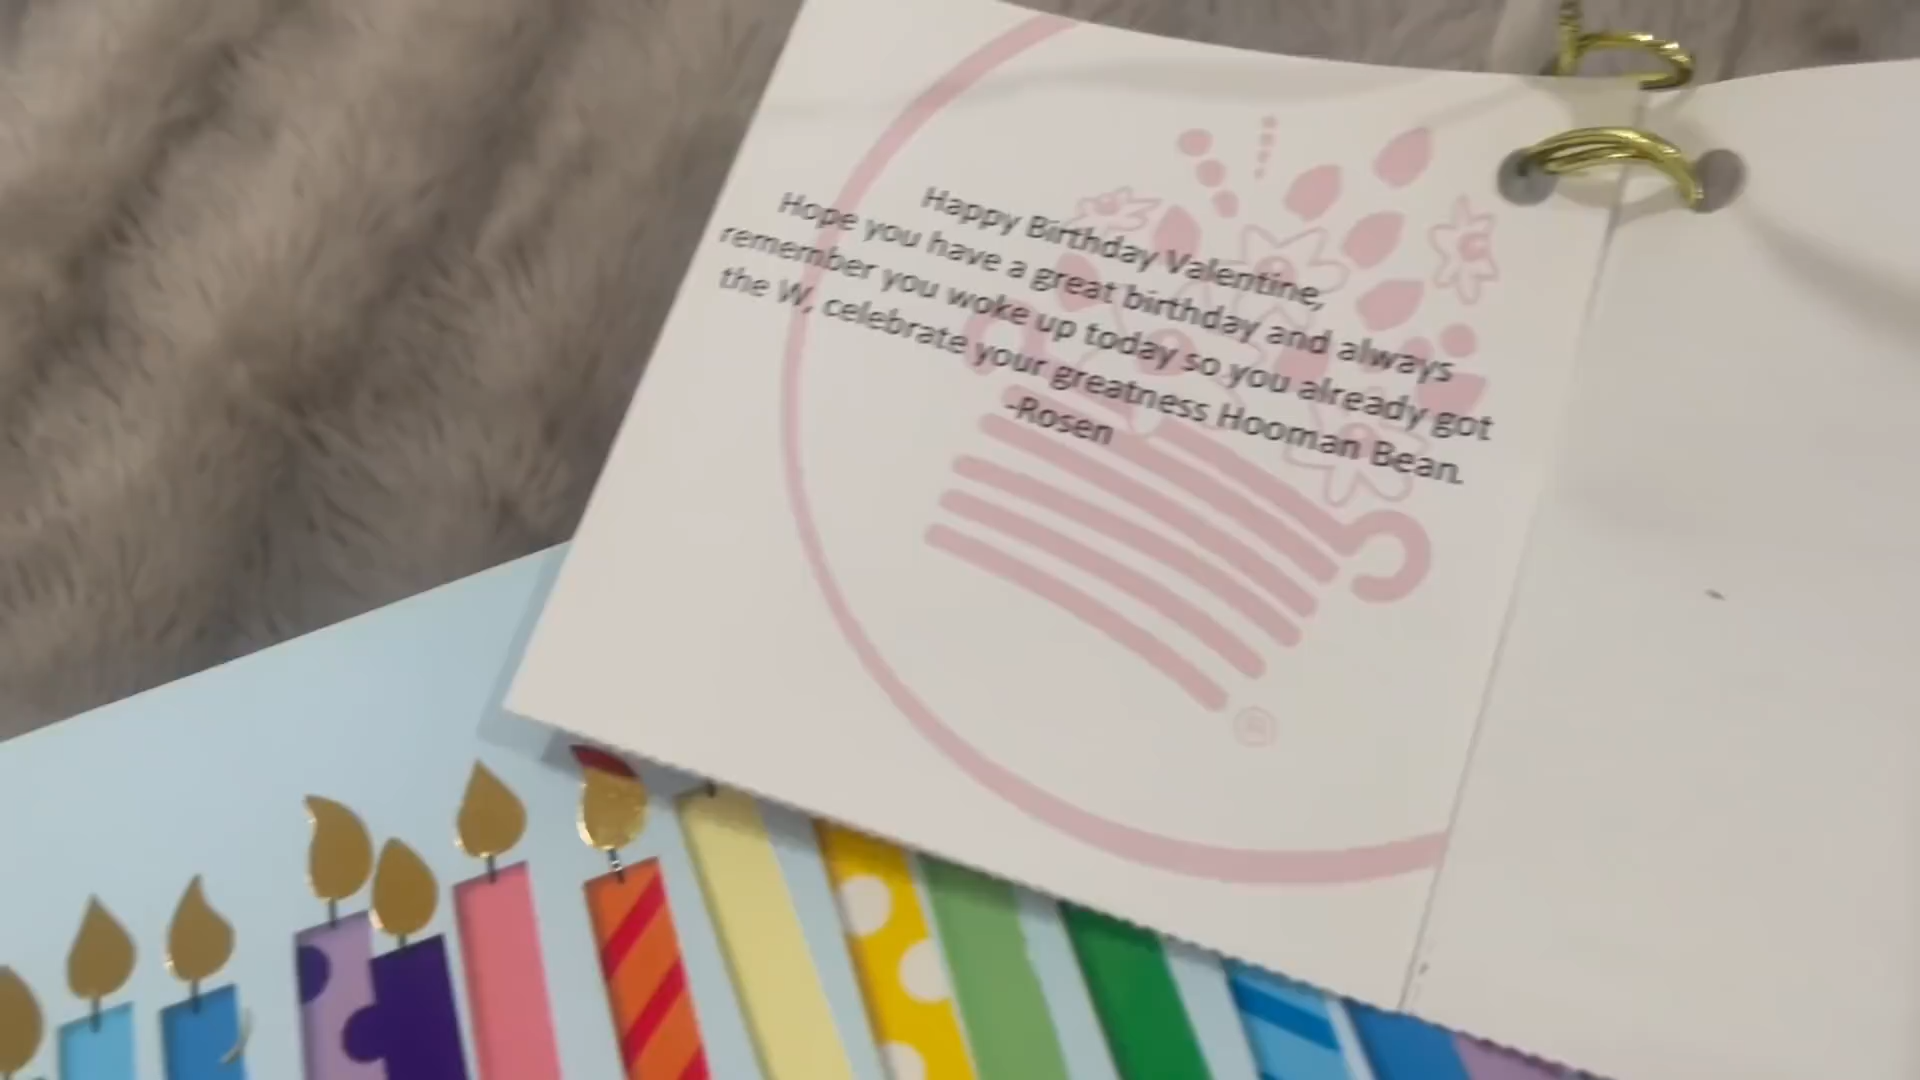 Happy Birthday Valentine,
Hope you have a great birthday and always
remember you woke up today so you already got
the W, celebrate your greatness Hooman Bean.
-Rosen
®